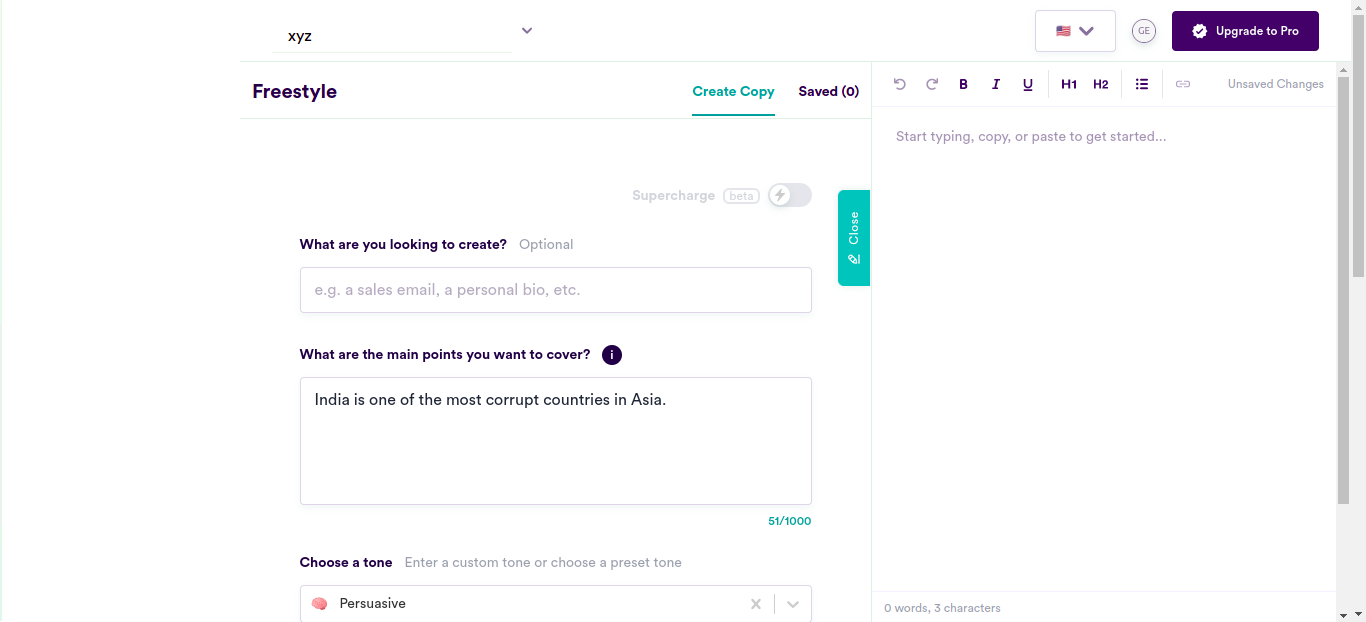 xyz
GE
Upgrade to Pro
Freestyle
Create Copy
Saved (0)
B I U H1 H2
Unsaved Changes
Start typing, copy, or paste to get started...
Supercharge beta
Close
What are you looking to create? Optional
e.g. a sales email, a personal bio, etc.
What are the main points you want to cover? i
India is one of the most corrupt countries in Asia.
51/1000
Choose a tone Enter a custom tone or choose a preset tone
Persuasive
0 words, 3 characters